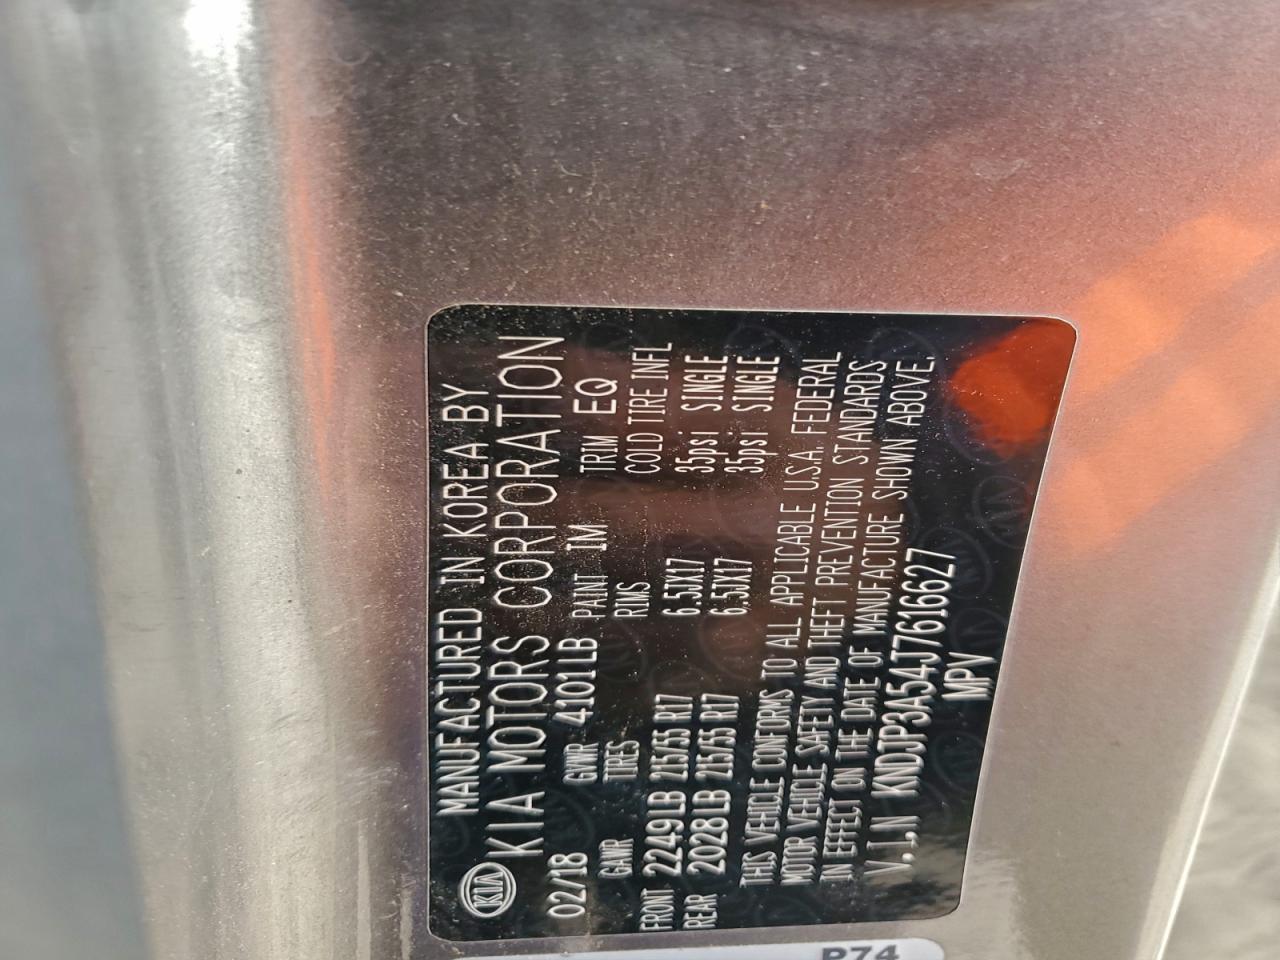 MANUFACTURED IN KOREA BY
KIA KIA MOTORS CORPORATION
02/18 GVWR 4101LB PAINT IM TRIM EQ
GAWR TIRES RIMS COLD TIRE INFL
FRONT 2249LB 215/55 R17 6.5JX17 35psi SINGLE
REAR 2028LB 215/55 R17 6.5JX17 35psi SINGLE
THIS VEHICLE CONFORMS TO ALL APPLICABLE U.S.A. FEDERAL
MOTOR VEHICLE SAFETY AND THEFT PREVENTION STANDARDS
IN EFFECT ON THE DATE OF MANUFACTURE SHOWN ABOVE.
V.I.N KNDJP3A54J7616627
MPV
P74